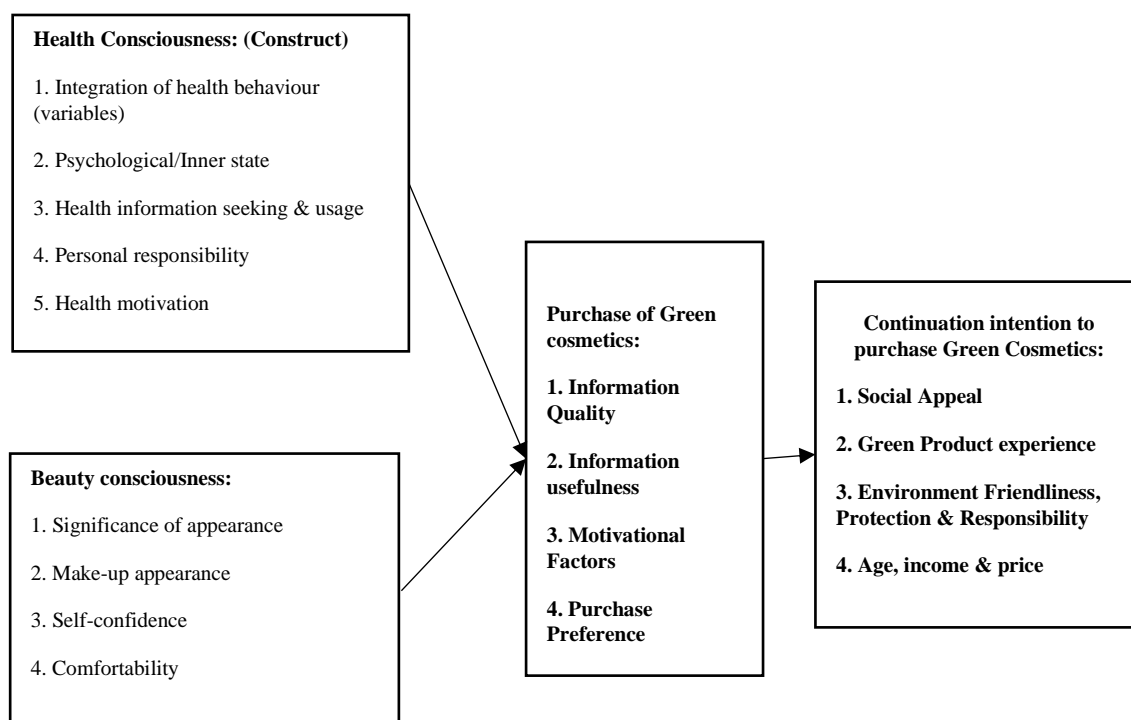 Health Consciousness: (Construct)
1. Integration of health behaviour
(variables)
2. Psychological/Inner state
3. Health information seeking & usage
4. Personal responsibility
5. Health motivation
Beauty consciousness:
1. Significance of appearance
2. Make-up appearance
3. Self-confidence
4. Comfortability
Purchase of Green
cosmetics:
1. Information
Quality
2. Information
usefulness
3. Motivational
Factors
4. Purchase
Preference
Continuation intention to
purchase Green Cosmetics:
1. Social Appeal
2. Green Product experience
3. Environment Friendliness,
Protection & Responsibility
4. Age, income & price